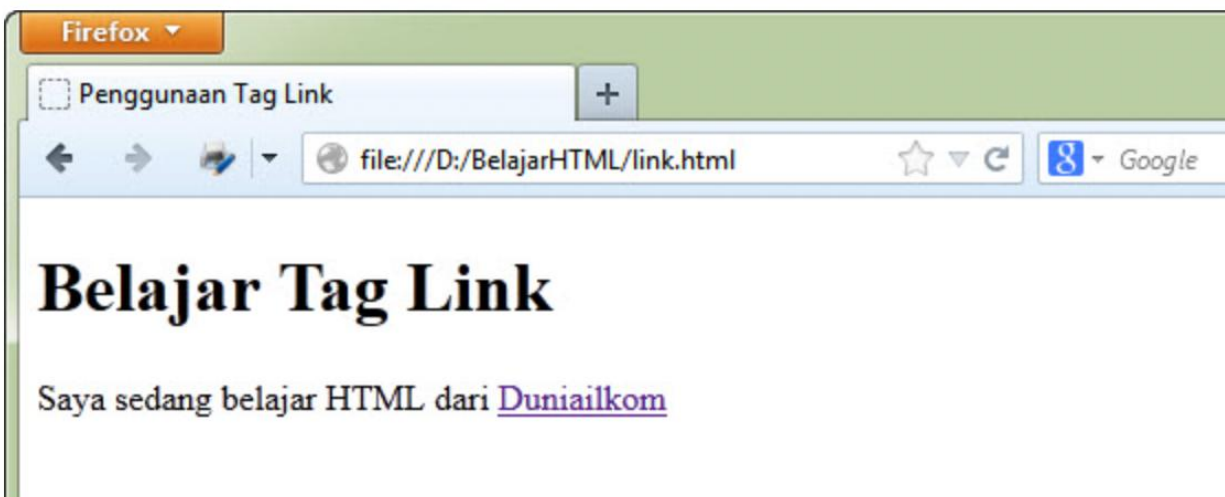 Firefox
Penggunaan Tag Link
file:///D:/BelajarHTML/link.html
Google
Belajar Tag Link
Saya sedang belajar HTML dari Duniailkom